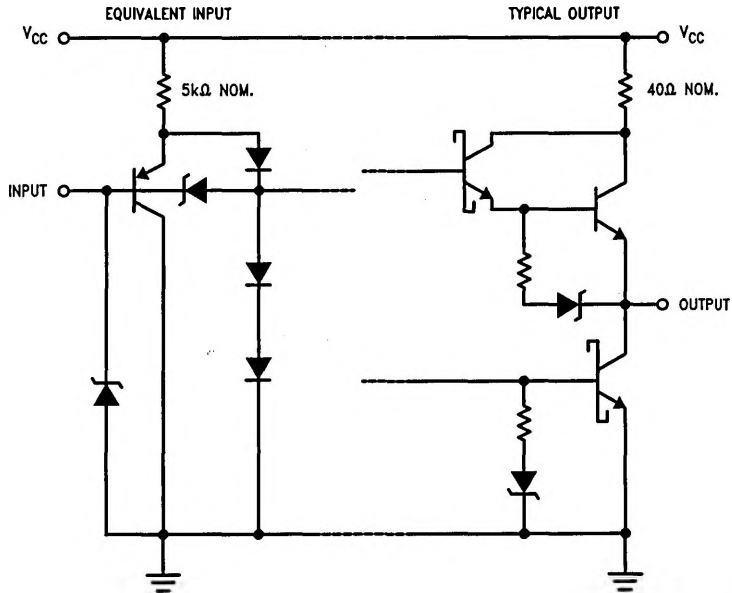 EQUIVALENT INPUT
TYPICAL OUTPUT
VCC
VCC
5kΩ NOM.
40Ω NOM.
INPUT
OUTPUT